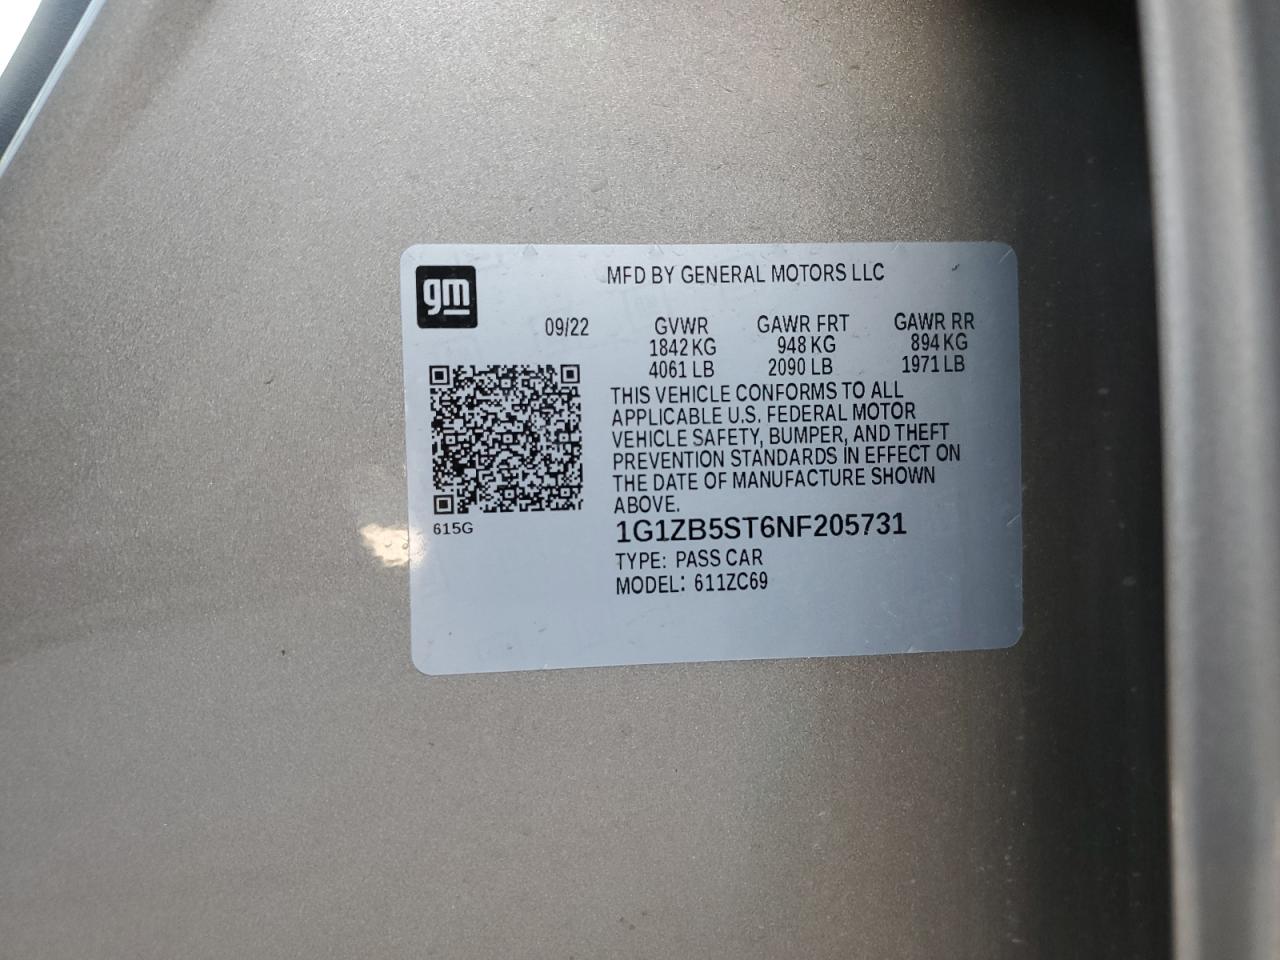 gm
MFD BY GENERAL MOTORS LLC
09/22 GVWR GAWR FRT GAWR RR
1842 KG 948 KG 894 KG
4061 LB 2090 LB 1971 LB
THIS VEHICLE CONFORMS TO ALL
APPLICABLE U.S. FEDERAL MOTOR
VEHICLE SAFETY, BUMPER, AND THEFT
PREVENTION STANDARDS IN EFFECT ON
THE DATE OF MANUFACTURE SHOWN
ABOVE.
615G
1G1ZB5ST6NF205731
TYPE: PASS CAR
MODEL: 611ZC69